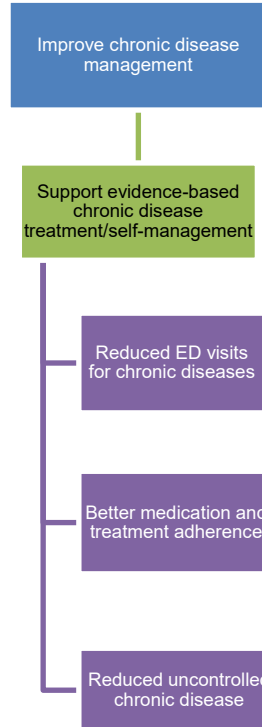 Improve chronic disease
management
Support evidence-based
chronic disease
treatment/self-management
Reduced ED visits
for chronic diseases
Better medication and
treatment adherence
Reduced uncontrolled
chronic disease